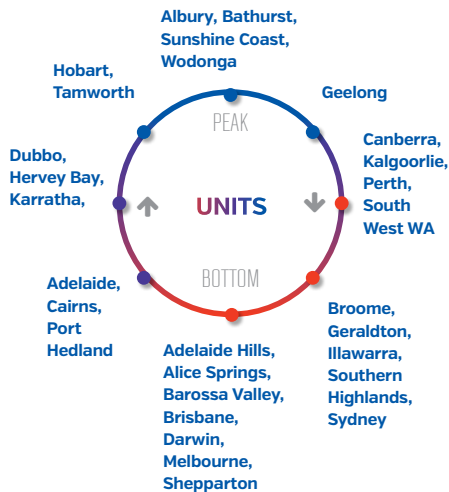 Albury, Bathurst,
Sunshine Coast,
Wodonga
Hobart,
Tamworth
Geelong
PEAK
Dubbo,
Hervey Bay,
Karratha,
Canberra,
Kalgoorlie,
Perth,
South
West WA
UNITS
BOTTOM
Adelaide,
Cairns,
Port
Hedland
Broome,
Geraldton,
Illawarra,
Southern
Highlands,
Sydney
Adelaide Hills,
Alice Springs,
Barossa Valley,
Brisbane,
Darwin,
Melbourne,
Shepparton